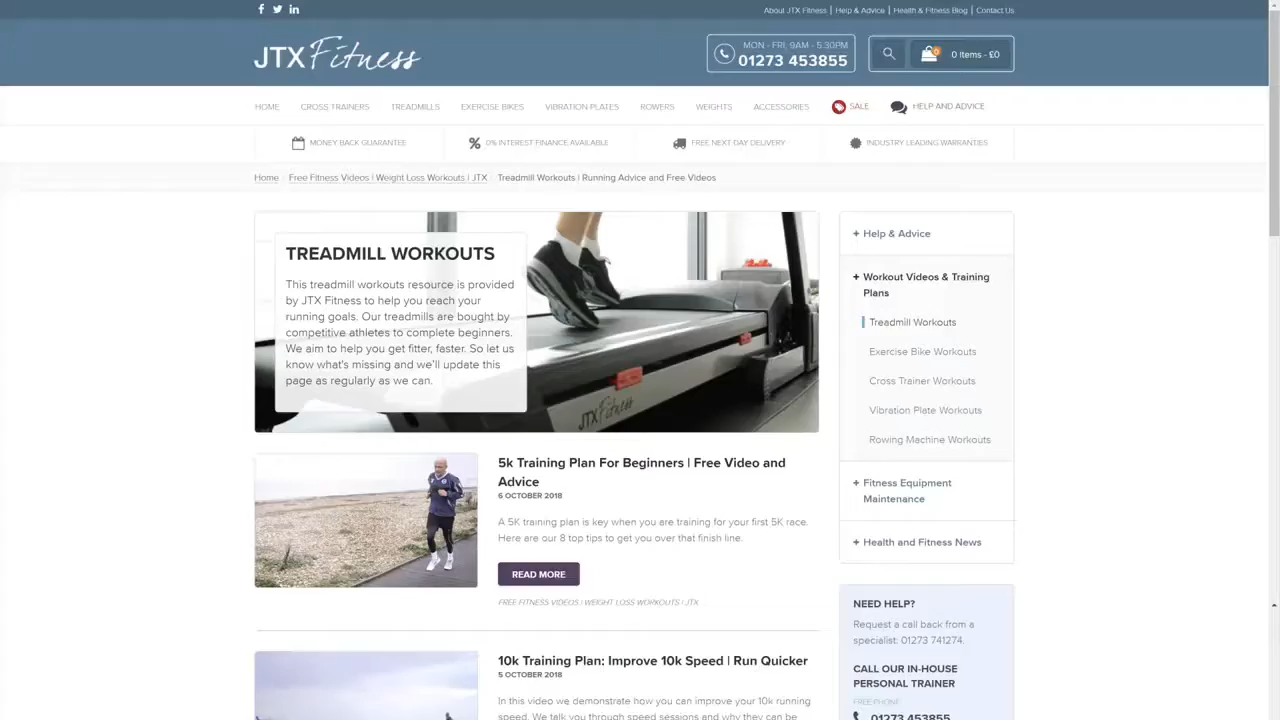 About JTX Fitness | Help & Advice | Health & Fitness Blog | Contact Us
JTX Fitness
MON - FRI, 9AM - 5:30PM
01273 453855
0
0 items - £0
HOME CROSS TRAINERS TREADMILLS EXERCISE BIKES VIBRATION PLATES ROWERS WEIGHTS ACCESSORIES SALE HELP AND ADVICE
MONEY BACK GUARANTEE 0% INTEREST FINANCE AVAILABLE FREE NEXT DAY DELIVERY INDUSTRY LEADING WARRANTIES
Home Free Fitness Videos | Weight Loss Workouts | JTX Treadmill Workouts | Running Advice and Free Videos
TREADMILL WORKOUTS
This treadmill workouts resource is provided
by JTX Fitness to help you reach your
running goals. Our treadmills are bought by
competitive athletes to complete beginners.
We aim to help you get fitter, faster. So let us
know what's missing and we'll update this
page as regularly as we can.
JTX Fitness
5k Training Plan For Beginners | Free Video and
Advice
6 OCTOBER 2018
A 5K training plan is key when you are training for your first 5K race.
Here are our 8 top tips to get you over that finish line.
READ MORE
FREE FITNESS VIDEOS | WEIGHT LOSS WORKOUTS | JTX
10k Training Plan: Improve 10k Speed | Run Quicker
5 OCTOBER 2018
In this video we demonstrate how you can improve your 10k running
speed. We talk you through speed sessions and why they can be
+ Help & Advice
+ Workout Videos & Training
Plans
Treadmill Workouts
Exercise Bike Workouts
Cross Trainer Workouts
Vibration Plate Workouts
Rowing Machine Workouts
+ Fitness Equipment
Maintenance
+ Health and Fitness News
NEED HELP?
Request a call back from a
specialist: 01273 741274.
CALL OUR IN-HOUSE
PERSONAL TRAINER
FREE PHONE
01273 453855